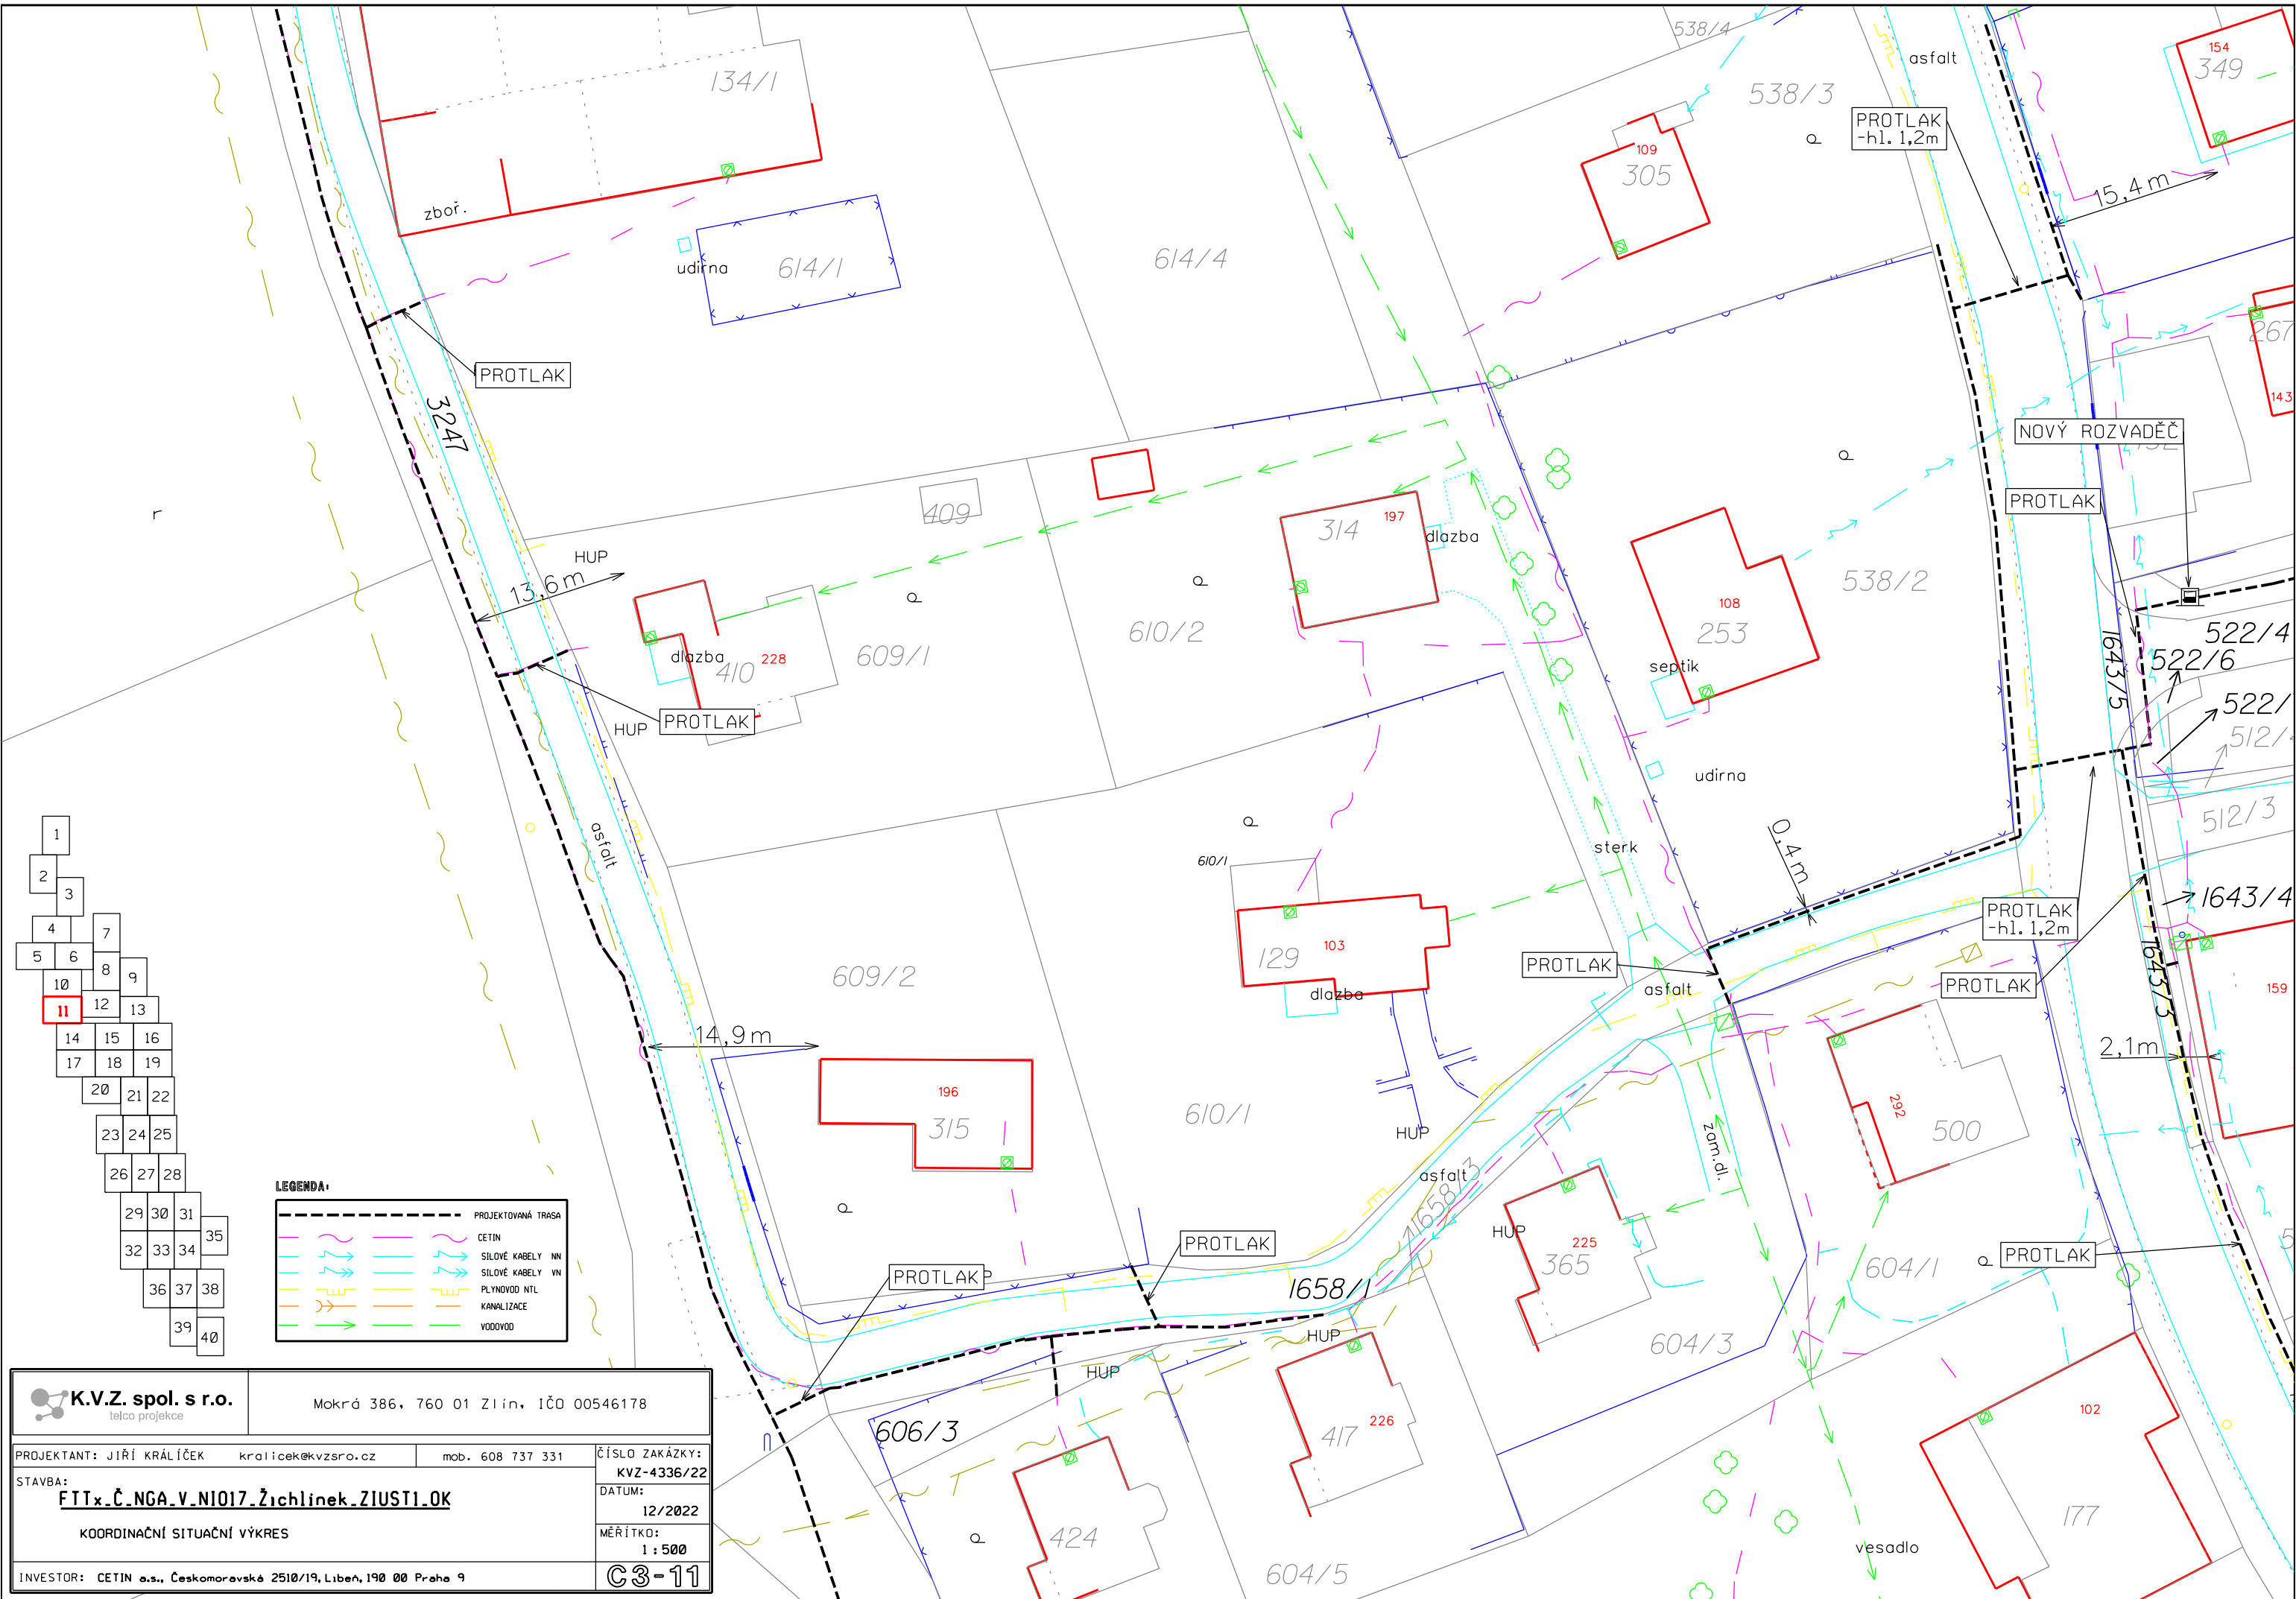 538/4
asfalt
154
349
134/1
538/3
PROTLAK
-hl. 1,2m
109
305
15,4m
zboř.
udírna
614/1
614/4
267
PROTLAK
3247
143
NOVÝ ROZVADĚČ
PROTLAK
409
314
197
dlazba
r
HUP
13,6m
538/2
108
253
610/2
609/1
dlazba
228
410
1643/5
522/4
522/6
septik
PROTLAK
HUP
522/
512/
udírna
asfalt
0,4m
512/3
sterk
610/1
1643/4
PROTLAK
-hl. 1,2m
103
129
dlazba
609/2
PROTLAK
asfalt
PROTLAK
1643/3
159
14,9m
2,1m
196
315
610/1
HUP
292
500
zam.dl.
asfalt
1658/3
HUP
225
365
604/1
PROTLAK
PROTLAK
PROTLAK
1658/1
HUP
604/3
HUP
606/3
226
417
102
424
177
vesadlo
604/5
1
2
3
4
7
5 6
8
9
10
11
12
13
14 15 16
17 18 19
20
21 22
23 24 25
26 27 28
29 30 31
35
32 33 34
36 37 38
39
40
LEGENDA:
PROJEKTOVANÁ TRASA
CETIN
SILOVÉ KABELY NN
SILOVÉ KABELY VN
PLYNOVOD NTL
KANALIZACE
VODOVOD
K.V.Z. spol. s r.o.
telco projekce
Mokrá 386, 760 01 Zlín, IČO 00546178
PROJEKTANT: JIŘÍ KRÁLÍČEK kralicek@kvzsro.cz mob. 608 737 331
ČÍSLO ZAKÁZKY:
KVZ-4336/22
STAVBA:
FTTx_Č_NGA_V_NI017_Žichlínek_ZIUST1_OK
DATUM:
12/2022
KOORDINAČNÍ SITUAČNÍ VÝKRES
MĚŘÍTKO:
1:500
INVESTOR: CETIN a.s., Českomoravská 2510/19, Libeň, 190 00 Praha 9
C3-11